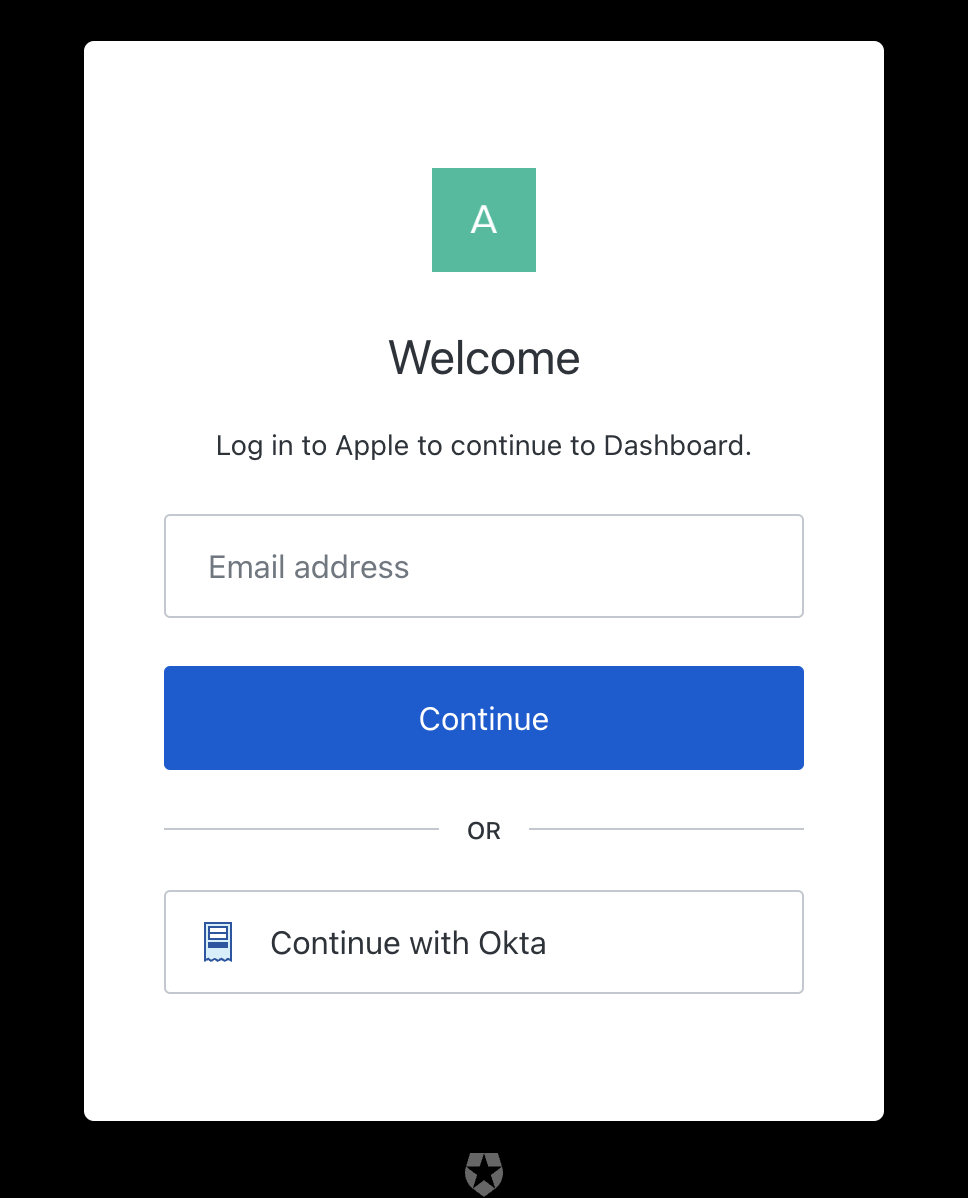 A
Welcome
Log in to Apple to continue to Dashboard.
Email address
Continue
OR
Continue with Okta